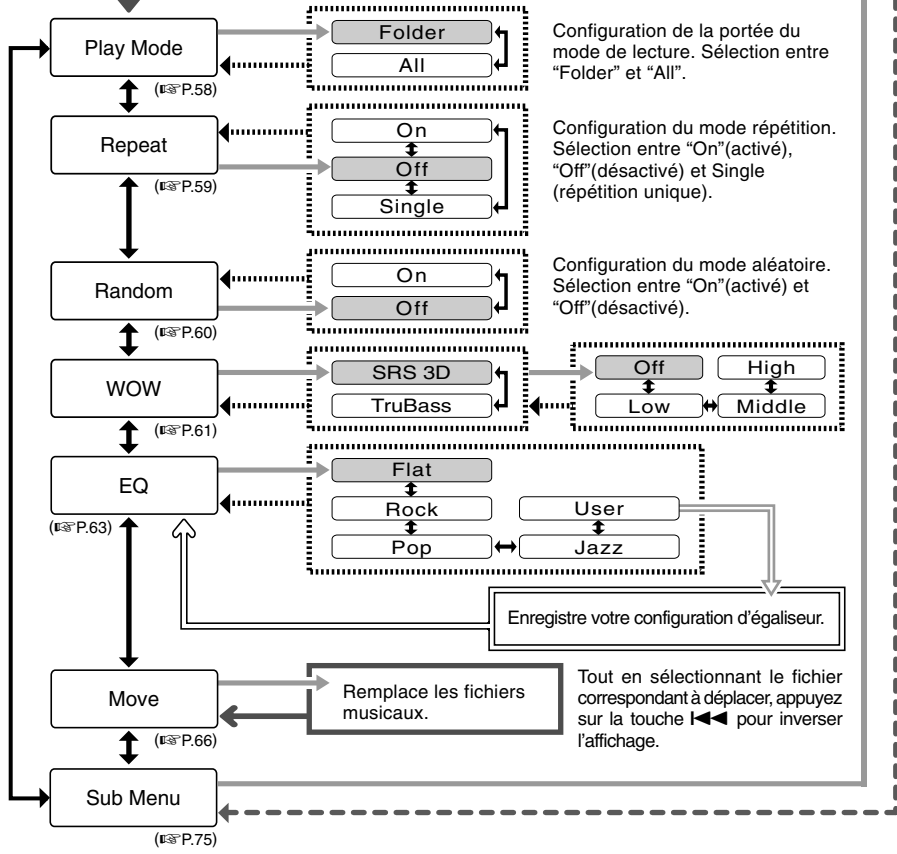 Play Mode
(☞P.58)
Folder
All
Configuration de la portée du
mode de lecture. Sélection entre
“Folder” et “All”.
Repeat
(☞P.59)
On
Off
Single
Configuration du mode répétition.
Sélection entre “On”(activé),
“Off”(désactivé) et Single
(répétition unique).
Random
(☞P.60)
On
Off
Configuration du mode aléatoire.
Sélection entre “On”(activé) et
“Off”(désactivé).
WOW
(☞P.61)
SRS 3D
TruBass
Off
High
Low
Middle
EQ
(☞P.63)
Flat
Rock
User
Pop
Jazz
Enregistre votre configuration d’égaliseur.
Move
(☞P.66)
Remplace les fichiers
musicaux.
Tout en sélectionnant le fichier
correspondant à déplacer, appuyez
sur la touche I◀◀ pour inverser
l’affichage.
Sub Menu
(☞P.75)